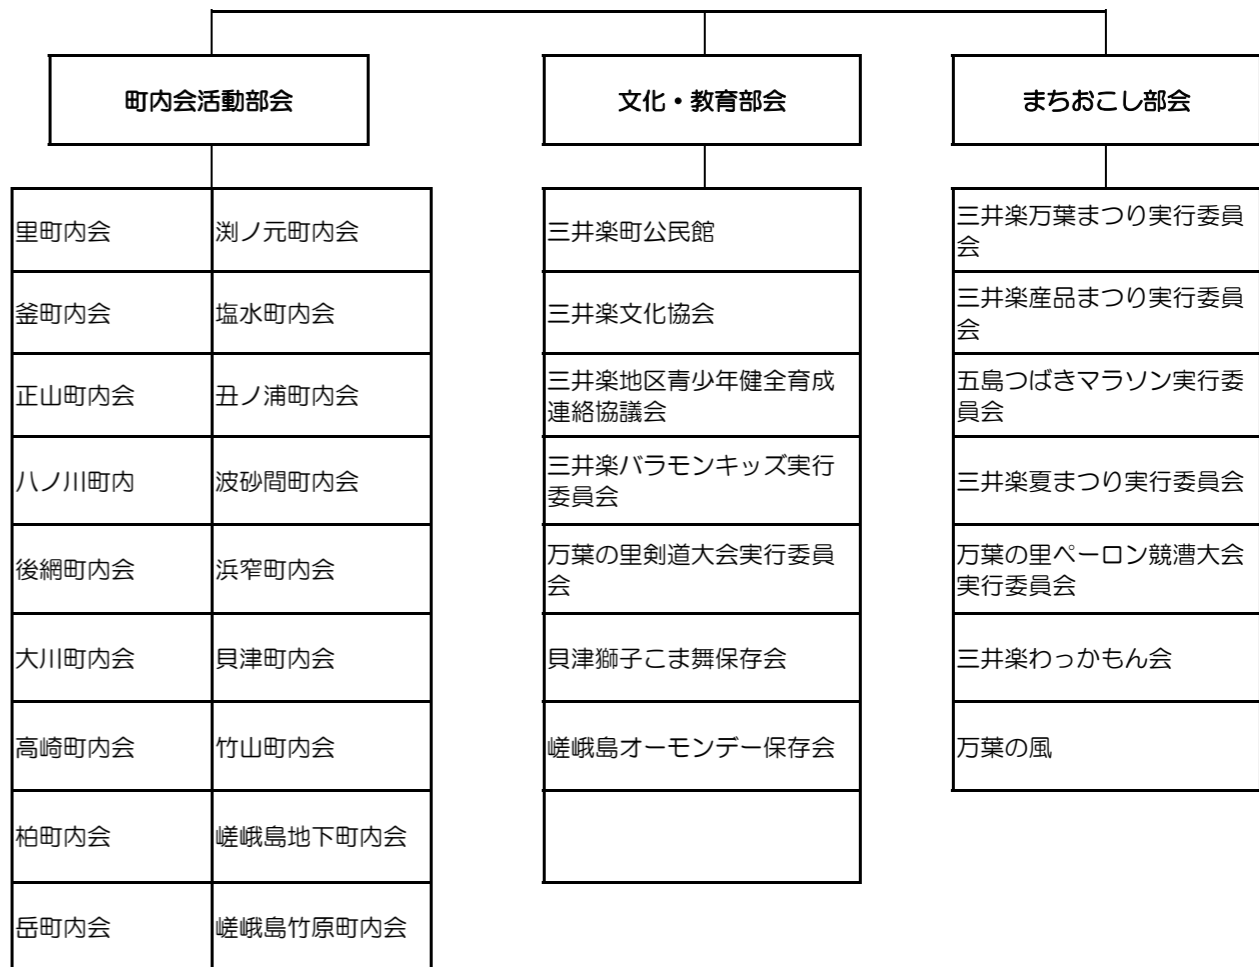 町内会活動部会
文化・教育部会
まちおこし部会
里町内会
渕ノ元町内会
釜町内会
塩水町内会
正山町内会
丑ノ浦町内会
八ノ川町内
波砂間町内会
後網町内会
浜窄町内会
大川町内会
貝津町内会
高崎町内会
竹山町内会
柏町内会
嵯峨島地下町内会
岳町内会
嵯峨島竹原町内会
三井楽町公民館
三井楽文化協会
三井楽地区青少年健全育成
連絡協議会
三井楽バラモンキッズ実行
委員会
万葉の里剣道大会実行委員
会
貝津獅子こま舞保存会
嵯峨島オーモンデー保存会
三井楽万葉まつり実行委員
会
三井楽産品まつり実行委員
会
五島つばきマラソン実行委
員会
三井楽夏まつり実行委員会
万葉の里ペーロン競漕大会
実行委員会
三井楽わっかもん会
万葉の風